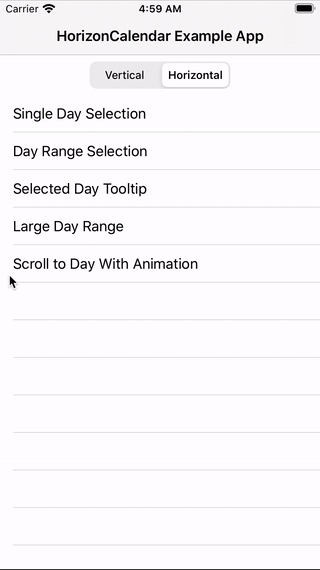 Carrier 4:59 AM
HorizonCalendar Example App
Vertical Horizontal
Single Day Selection
Day Range Selection
Selected Day Tooltip
Large Day Range
Scroll to Day With Animation